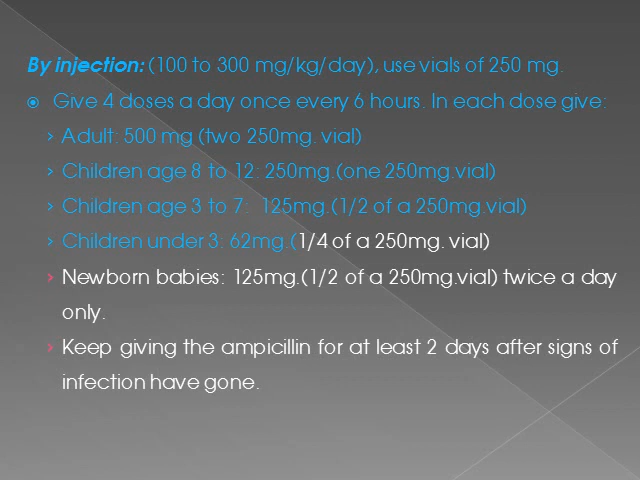 By injection: (100 to 300 mg/kg/day), use vials of 250 mg.
Give 4 doses a day once every 6 hours. In each dose give:
› Adult: 500 mg (two 250mg. vial)
› Children age 8 to 12: 250mg.(one 250mg.vial)
› Children age 3 to 7:  125mg.(1/2 of a 250mg.vial)
› Children under 3: 62mg.(1/4 of a 250mg. vial)
› Newborn babies: 125mg.(1/2 of a 250mg.vial) twice a day
only.
› Keep giving the ampicillin for at least 2 days after signs of
infection have gone.